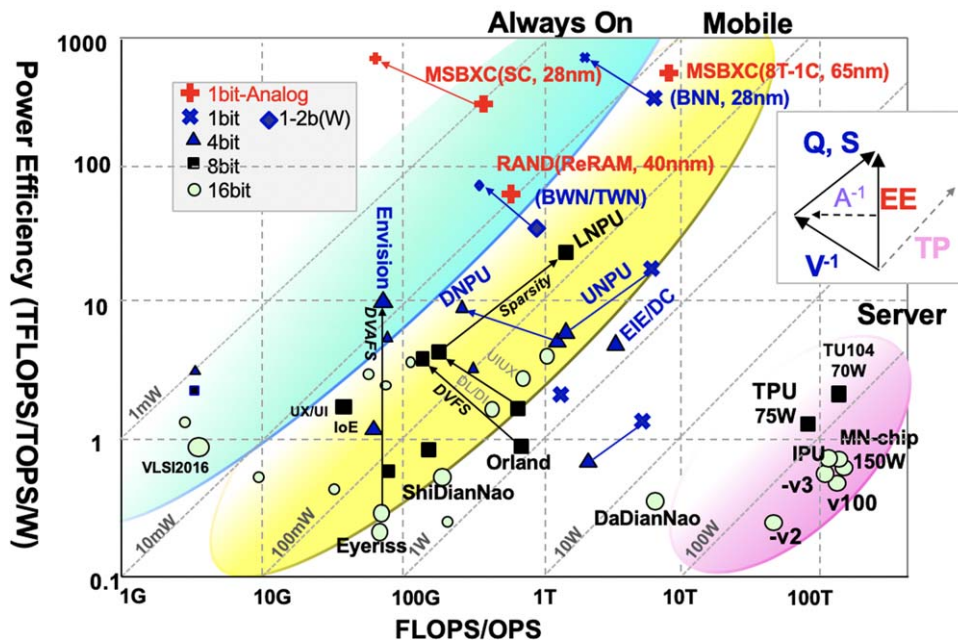 Always On
Mobile
Power Efficiency (TFLOPS/TOPS/W)
1000
100
10
1
0.1
1bit-Analog
1bit
1-2b(W)
4bit
8bit
16bit
MSBXC(SC, 28nm)
MSBXC(8T-1C, 65nm)
(BNN, 28nm)
RAND(ReRAM, 40nnm)
(BWN/TWN)
Q, S
A-1
EE
V-1
TP
Envision
DVAFS
DNPU
Sparsity
LNPU
UNPU
EIE/DC
UIUX
DL/DI
DVFS
UX/UI
IoE
1mW
VLSI2016
Orland
ShiDianNao
Eyeriss
DaDianNao
Server
TU104
70W
TPU
75W
MN-chip
IPU
150W
-v3
v100
-v2
10mW
100mW
1W
10W
100W
1G
10G
100G
1T
10T
100T
FLOPS/OPS